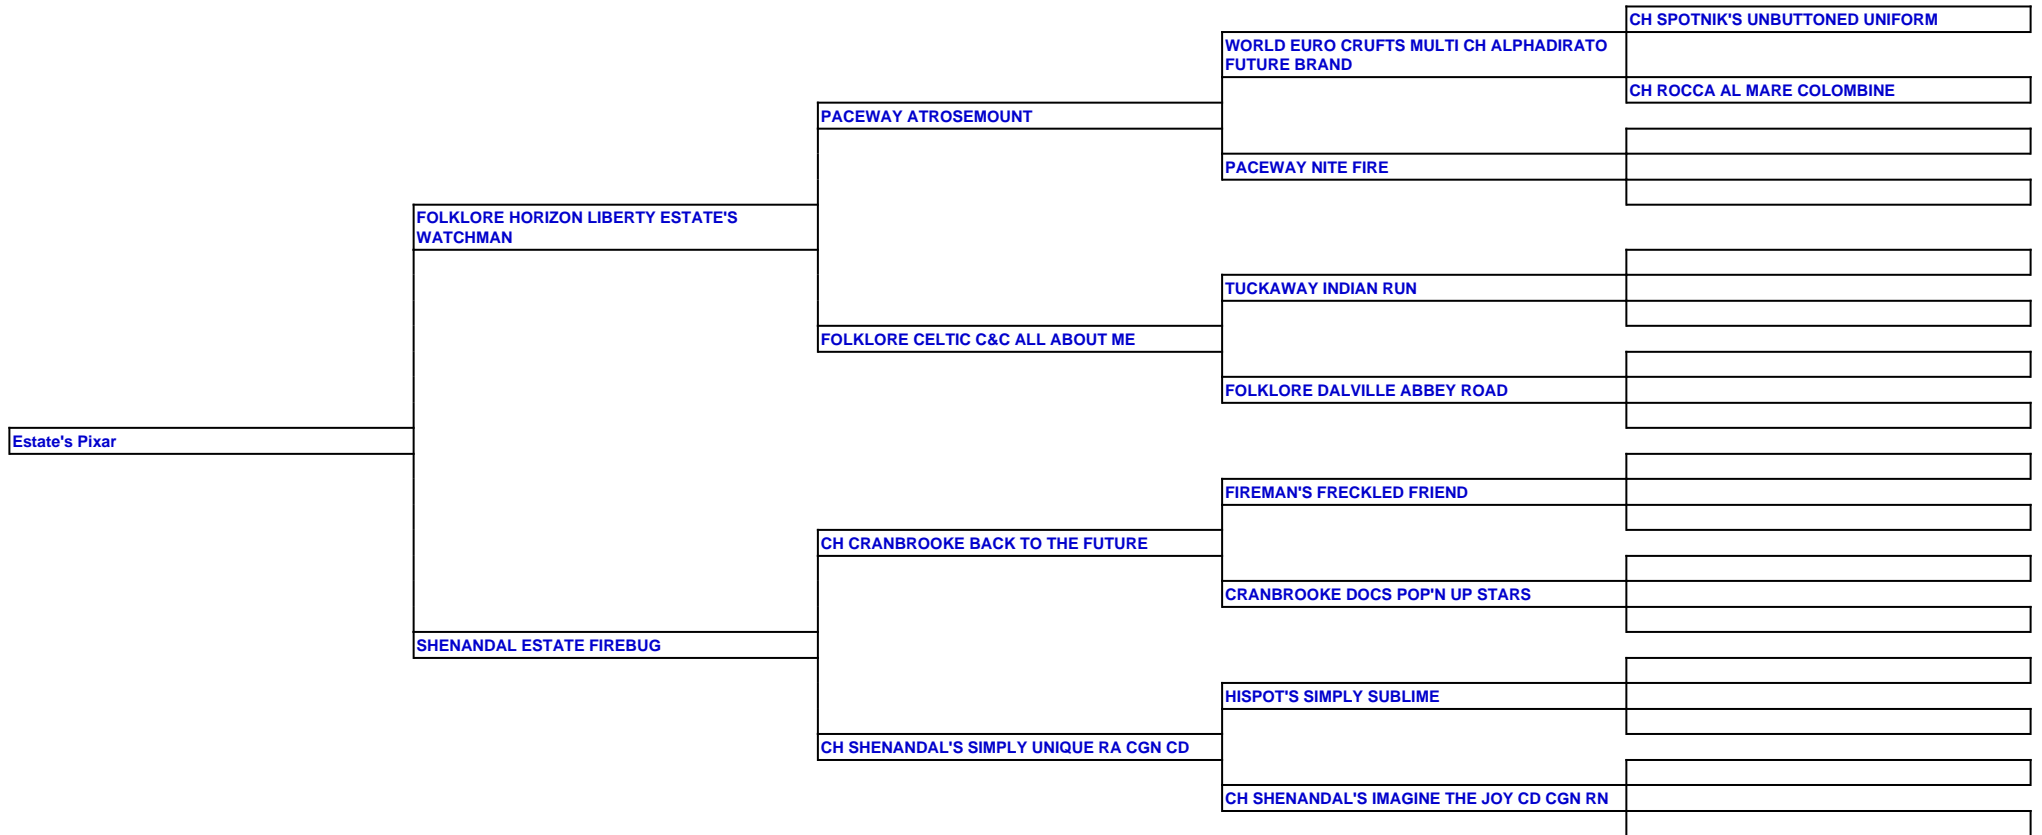 CH SPOTNIK'S UNBUTTONED UNIFORM
WORLD EURO CRUFTS MULTI CH ALPHADIRATO
FUTURE BRAND
CH ROCCA AL MARE COLOMBINE
PACEWAY ATROSEMOUNT
PACEWAY NITE FIRE
FOLKLORE HORIZON LIBERTY ESTATE'S
WATCHMAN
TUCKAWAY INDIAN RUN
FOLKLORE CELTIC C&C ALL ABOUT ME
FOLKLORE DALVILLE ABBEY ROAD
Estate's Pixar
FIREMAN'S FRECKLED FRIEND
CH CRANBROOKE BACK TO THE FUTURE
CRANBROOKE DOCS POP'N UP STARS
SHENANDAL ESTATE FIREBUG
HISPOT'S SIMPLY SUBLIME
CH SHENANDAL'S SIMPLY UNIQUE RA CGN CD
CH SHENANDAL'S IMAGINE THE JOY CD CGN RN